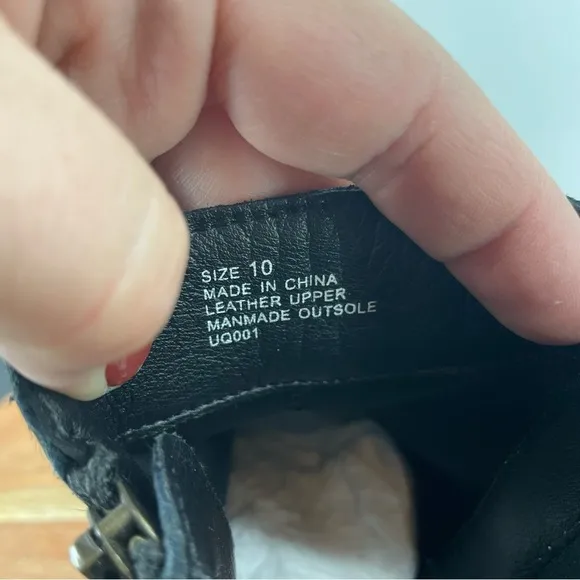 SIZE 10
MADE IN CHINA
LEATHER UPPER
MANMADE OUTSOLE
UQ001